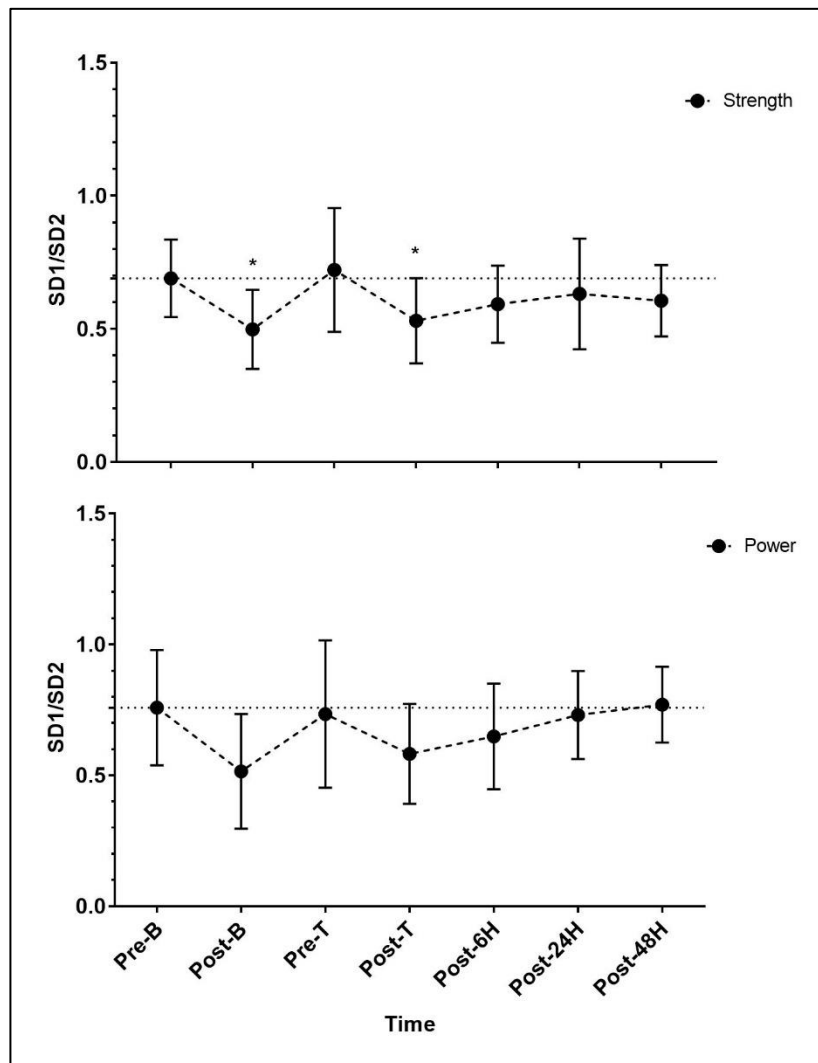 1.5
Strength
1.0
SD1/SD2
*
*
0.5
0.0
1.5
Power
1.0
SD1/SD2
0.5
0.0
Pre-B
Post-B
Pre-T
Post-T
Post-6H
Post-24H
Post-48H
Time